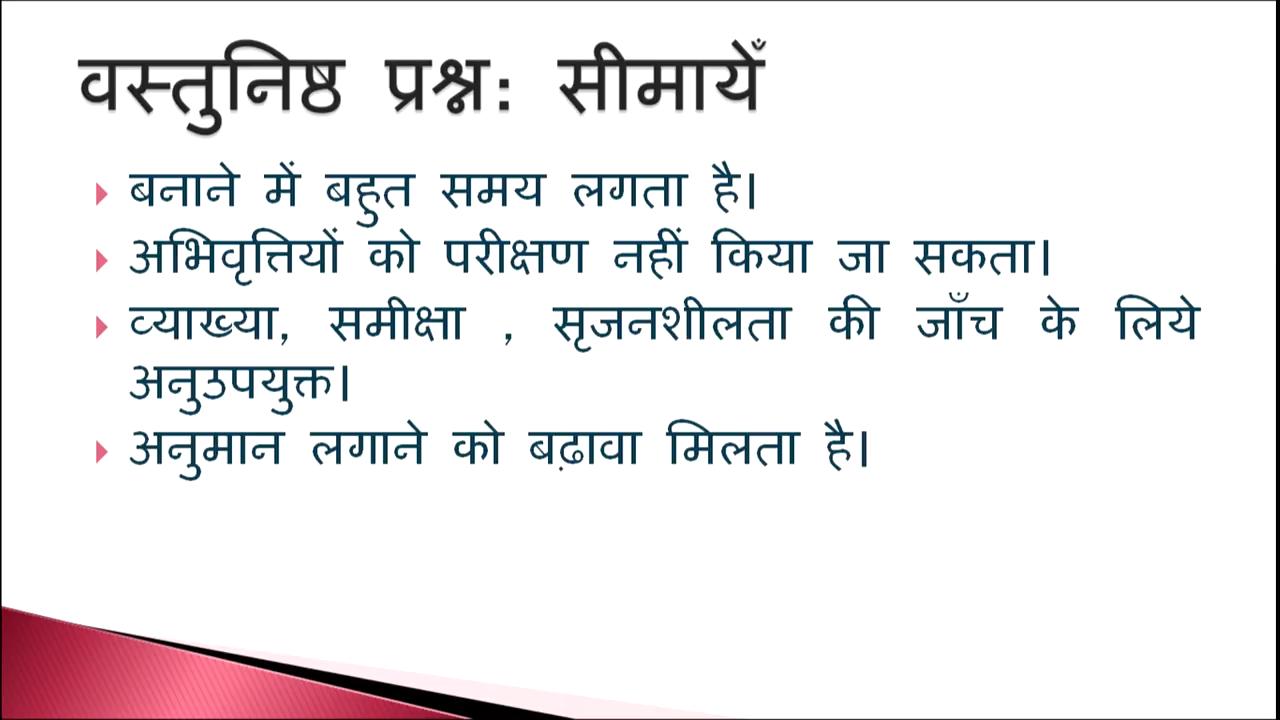 वस्तुनिष्ठ प्रश्न: सीमायेँ
बनाने में बहुत समय लगता है।
अभिवृत्तियों को परीक्षण नहीं किया जा सकता।
व्याख्या, समीक्षा , सृजनशीलता की जाँच के लिये
अनुउपयुक्त।
अनुमान लगाने को बढ़ावा मिलता है।